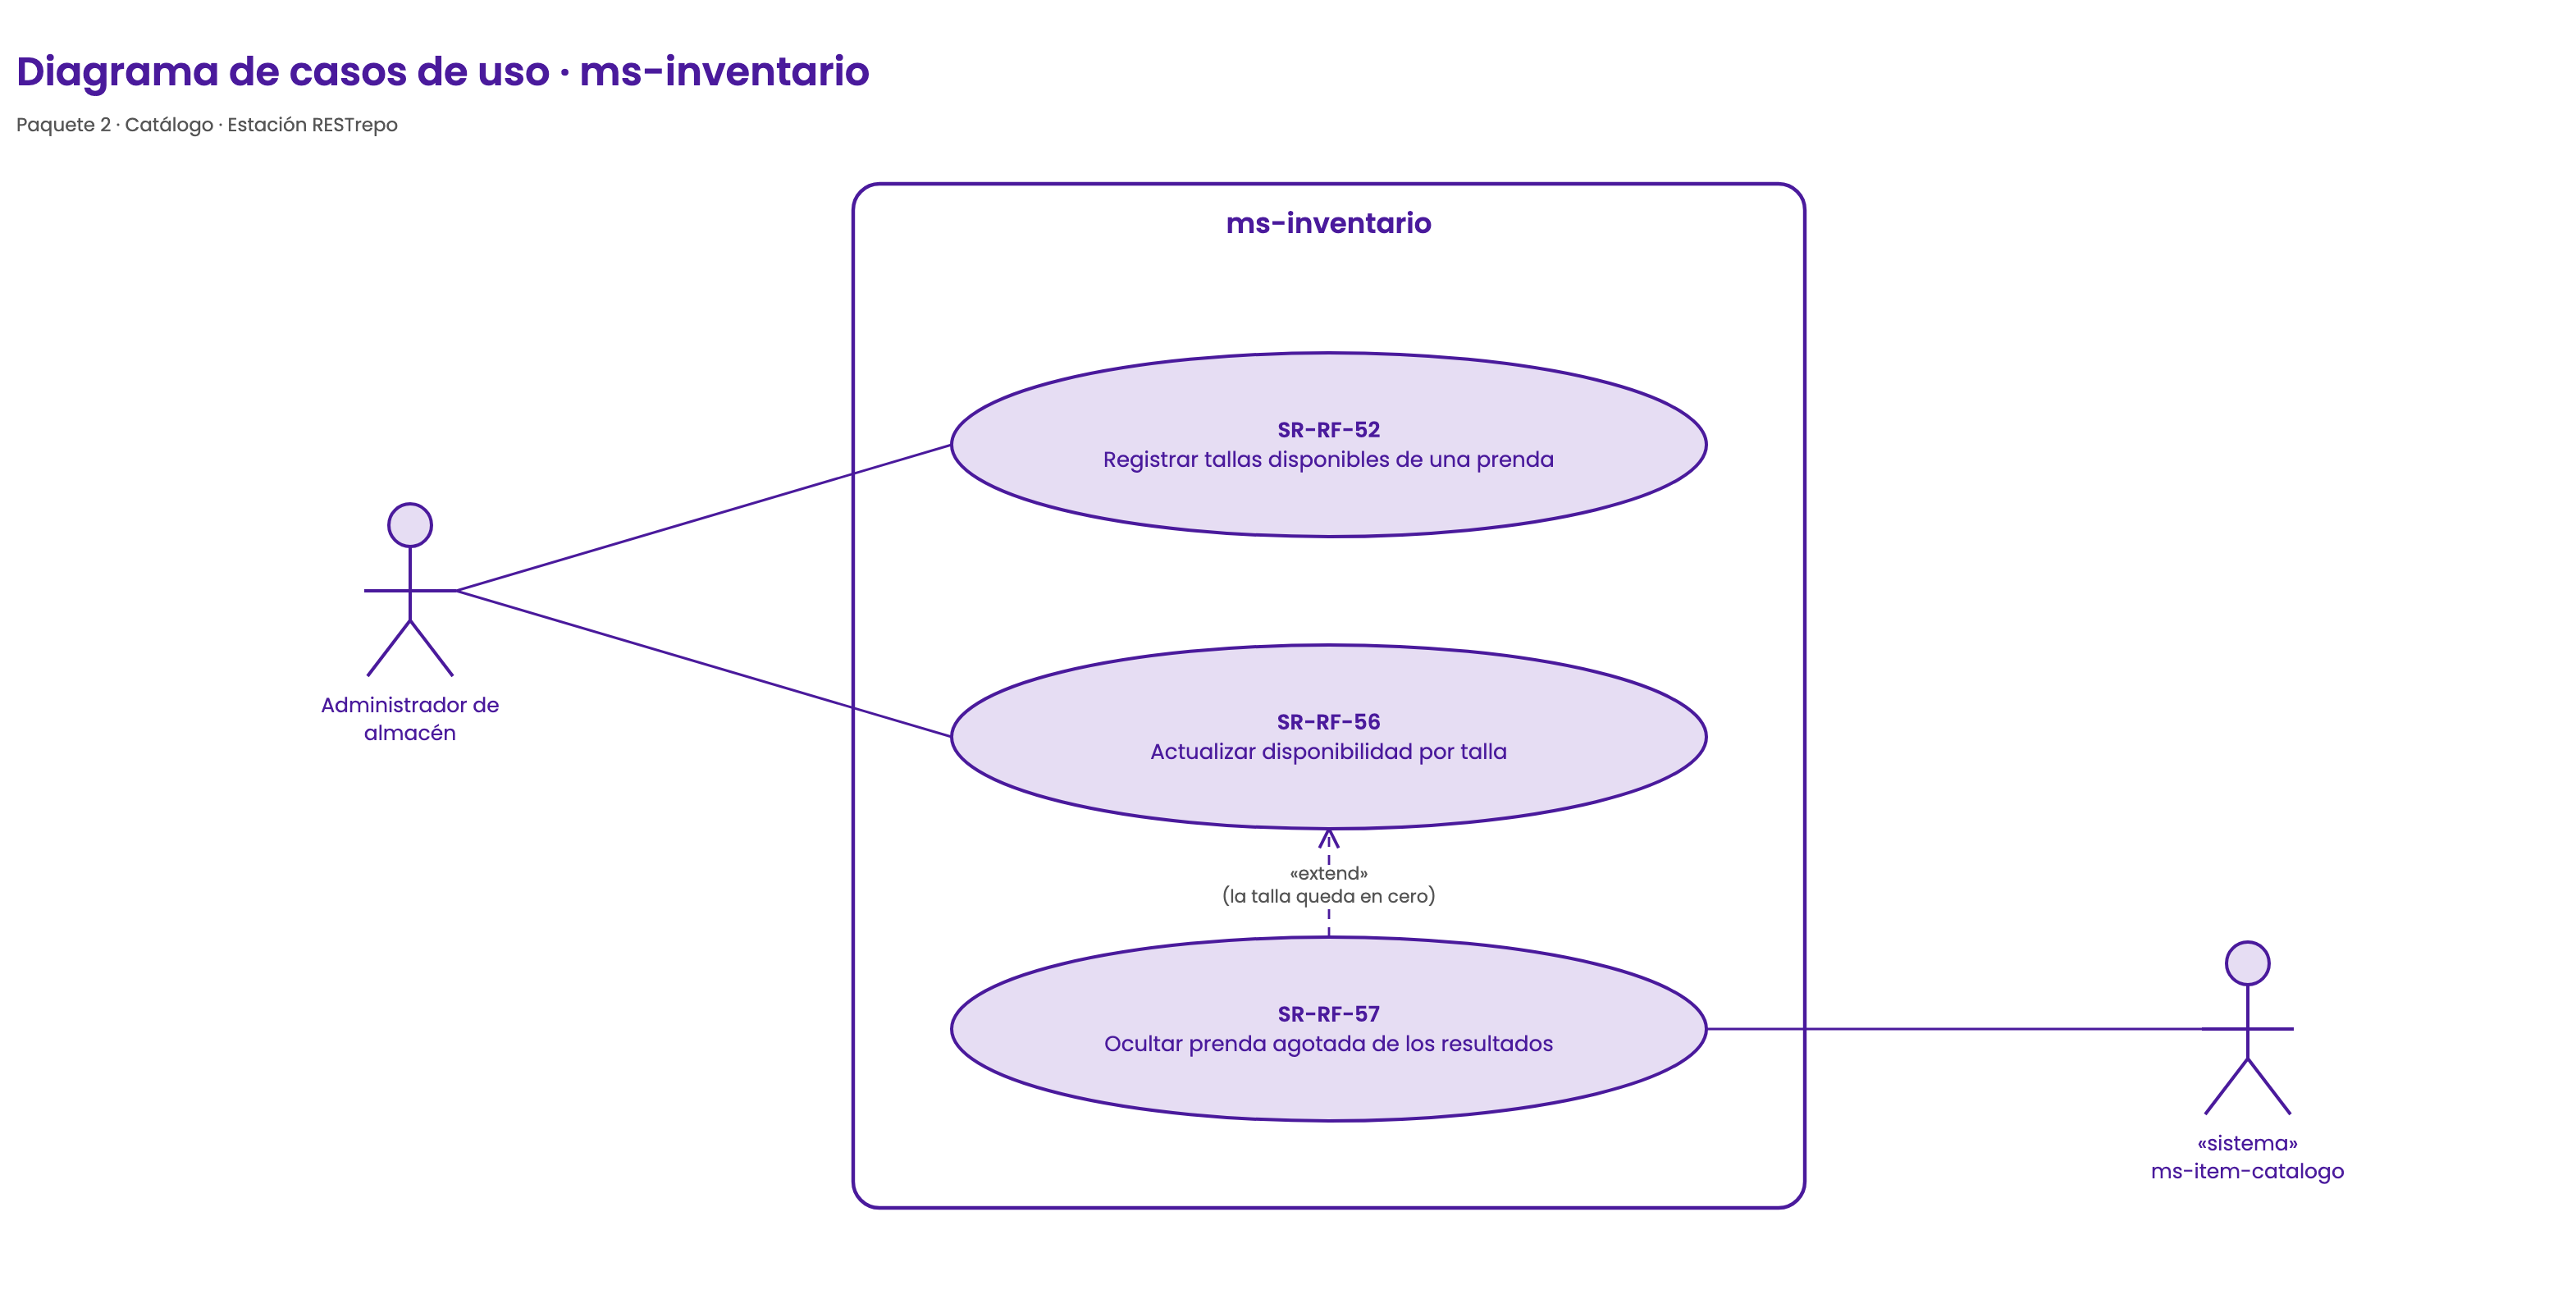 Diagrama de casos de uso · ms-inventario
Paquete 2 · Catálogo · Estación RESTrepo
ms-inventario
SR-RF-52
Registrar tallas disponibles de una prenda
Administrador de
almacén
SR-RF-56
Actualizar disponibilidad por talla
«extend»
(la talla queda en cero)
SR-RF-57
Ocultar prenda agotada de los resultados
«sistema»
ms-item-catalogo